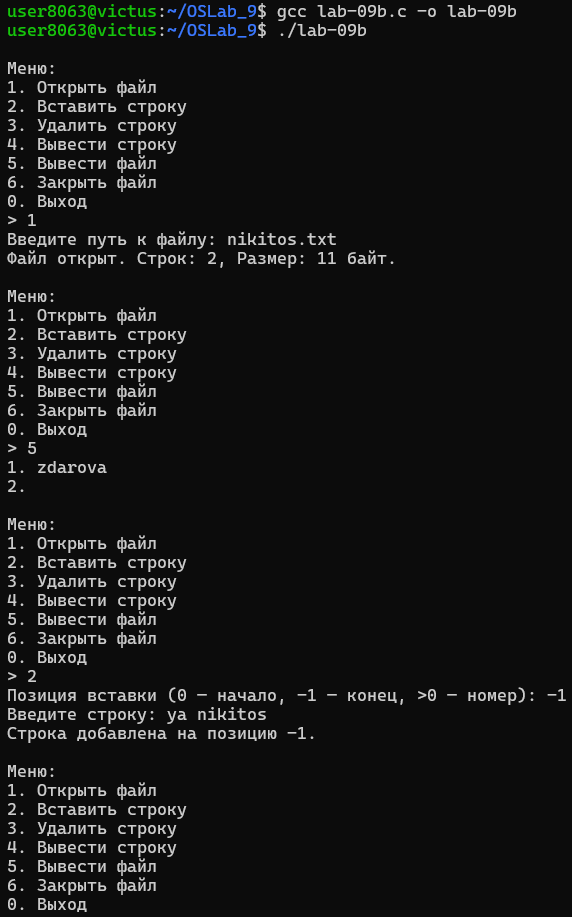 user8063@victus:~/OSLab_9$ gcc lab-09b.c -o lab-09b
user8063@victus:~/OSLab_9$ ./lab-09b
Меню:
1. Открыть файл
2. Вставить строку
3. Удалить строку
4. Вывести строку
5. Вывести файл
6. Закрыть файл
0. Выход
> 1
Введите путь к файлу: nikitos.txt
Файл открыт. Строк: 2, Размер: 11 байт.
Меню:
1. Открыть файл
2. Вставить строку
3. Удалить строку
4. Вывести строку
5. Вывести файл
6. Закрыть файл
0. Выход
> 5
1. zdarova
2.
Меню:
1. Открыть файл
2. Вставить строку
3. Удалить строку
4. Вывести строку
5. Вывести файл
6. Закрыть файл
0. Выход
> 2
Позиция вставки (0 — начало, -1 — конец, >0 — номер): -1
Введите строку: ya nikitos
Строка добавлена на позицию -1.
Меню:
1. Открыть файл
2. Вставить строку
3. Удалить строку
4. Вывести строку
5. Вывести файл
6. Закрыть файл
0. Выход